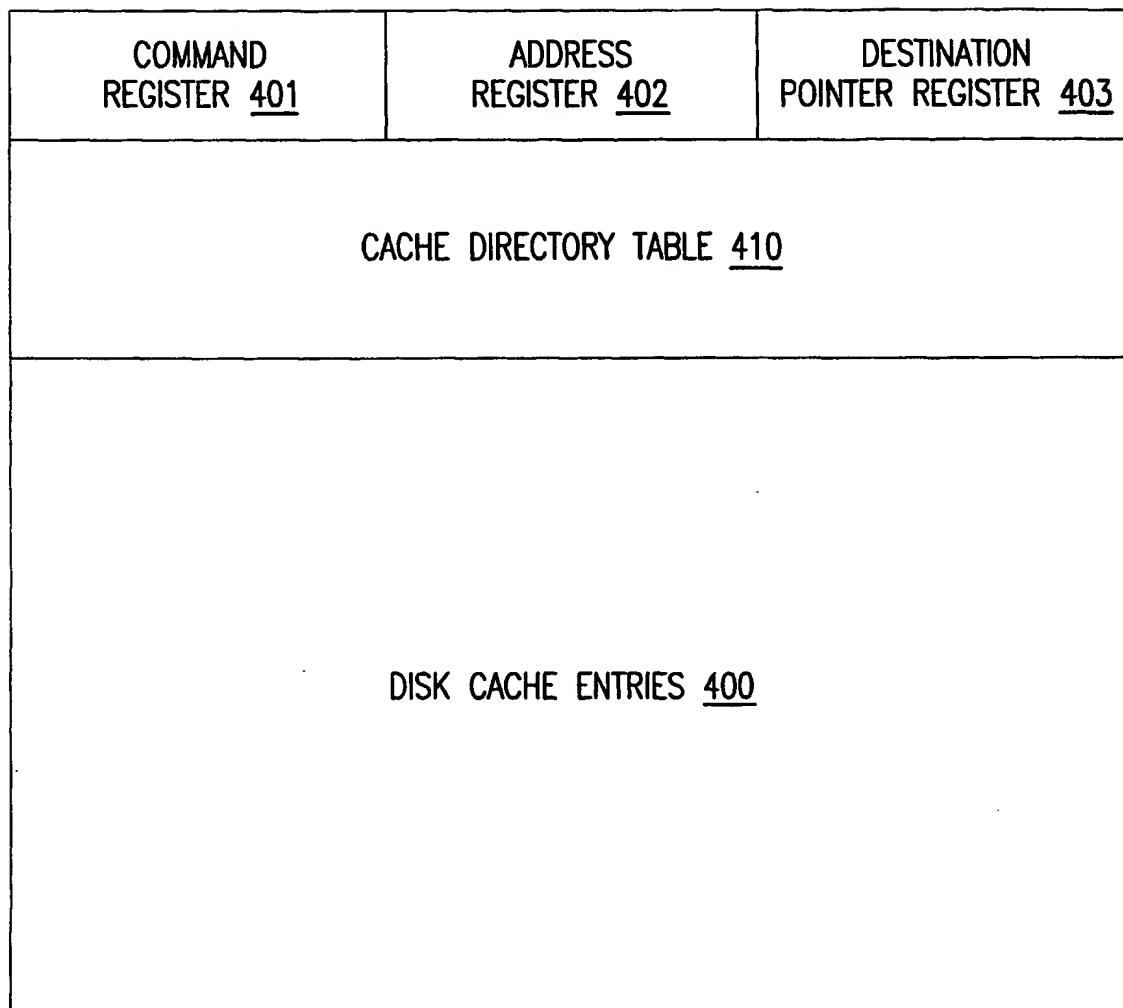 COMMAND
REGISTER 401
ADDRESS
REGISTER 402
DESTINATION
POINTER REGISTER 403
CACHE DIRECTORY TABLE 410
DISK CACHE ENTRIES 400